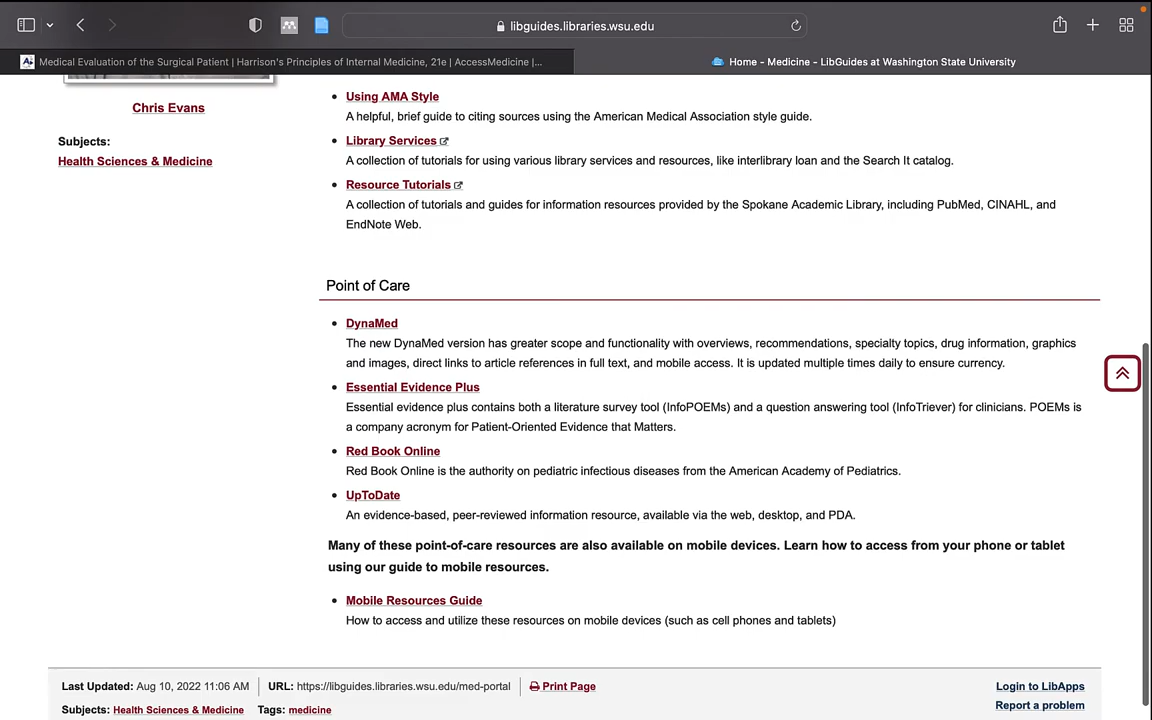 libguides.libraries.wsu.edu
Medical Evaluation of the Surgical Patient | Harrison's Principles of Internal Medicine, 21e | AccessMedicine |...
Home - Medicine - LibGuides at Washington State University
Chris Evans
Subjects:
Health Sciences & Medicine
Using AMA Style
A helpful, brief guide to citing sources using the American Medical Association style guide.
Library Services
A collection of tutorials for using various library services and resources, like interlibrary loan and the Search It catalog.
Resource Tutorials
A collection of tutorials and guides for information resources provided by the Spokane Academic Library, including PubMed, CINAHL, and
EndNote Web.
Point of Care
DynaMed
The new DynaMed version has greater scope and functionality with overviews, recommendations, specialty topics, drug information, graphics
and images, direct links to article references in full text, and mobile access. It is updated multiple times daily to ensure currency.
Essential Evidence Plus
Essential evidence plus contains both a literature survey tool (InfoPOEMs) and a question answering tool (InfoTriever) for clinicians. POEMs is
a company acronym for Patient-Oriented Evidence that Matters.
Red Book Online
Red Book Online is the authority on pediatric infectious diseases from the American Academy of Pediatrics.
UpToDate
An evidence-based, peer-reviewed information resource, available via the web, desktop, and PDA.
Many of these point-of-care resources are also available on mobile devices. Learn how to access from your phone or tablet
using our guide to mobile resources.
Mobile Resources Guide
How to access and utilize these resources on mobile devices (such as cell phones and tablets)
Last Updated: Aug 10, 2022 11:06 AM URL: https://libguides.libraries.wsu.edu/med-portal Print Page
Login to LibApps
Subjects: Health Sciences & Medicine Tags: medicine
Report a problem